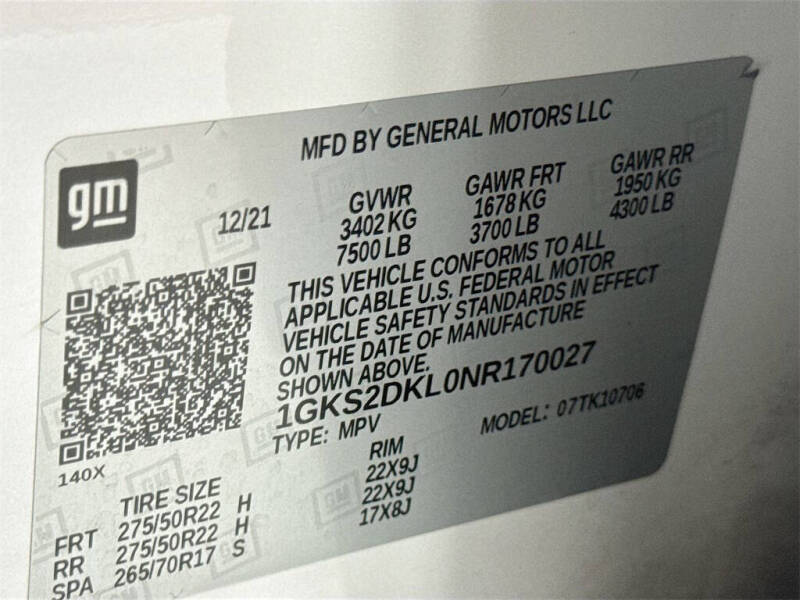 MFD BY GENERAL MOTORS LLC
gm
12/21
GVWR
3402 KG
7500 LB
GAWR FRT
1678 KG
3700 LB
GAWR RR
1950 KG
4300 LB
THIS VEHICLE CONFORMS TO ALL
APPLICABLE U.S. FEDERAL MOTOR
VEHICLE SAFETY STANDARDS IN EFFECT
ON THE DATE OF MANUFACTURE
SHOWN ABOVE.
1GKS2DKL0NR170027
TYPE: MPV
MODEL: 07TK10706
140X
TIRE SIZE
RIM
FRT 275/50R22 H 22X9J
RR 275/50R22 H 22X9J
SPA 265/70R17 S 17X8J